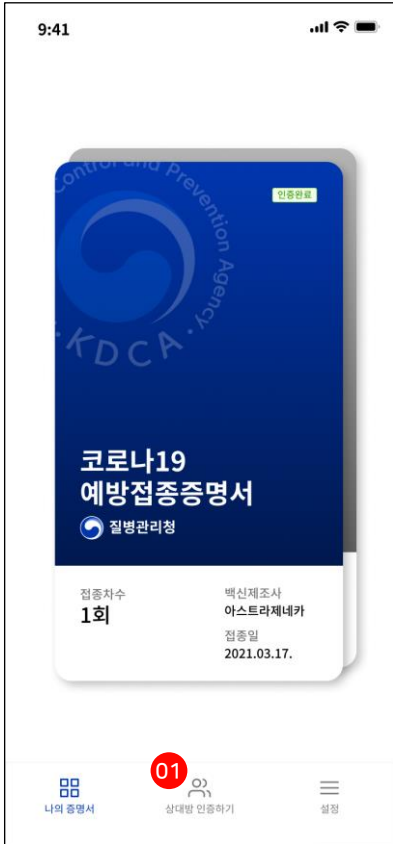 9:41
Control and Prevention Agency
· KDCA ·
인증완료
코로나19
예방접종증명서
질병관리청
접종차수
1회
백신제조사
아스트라제네카
접종일
2021.03.17.
01
나의 증명서
상대방 인증하기
설정